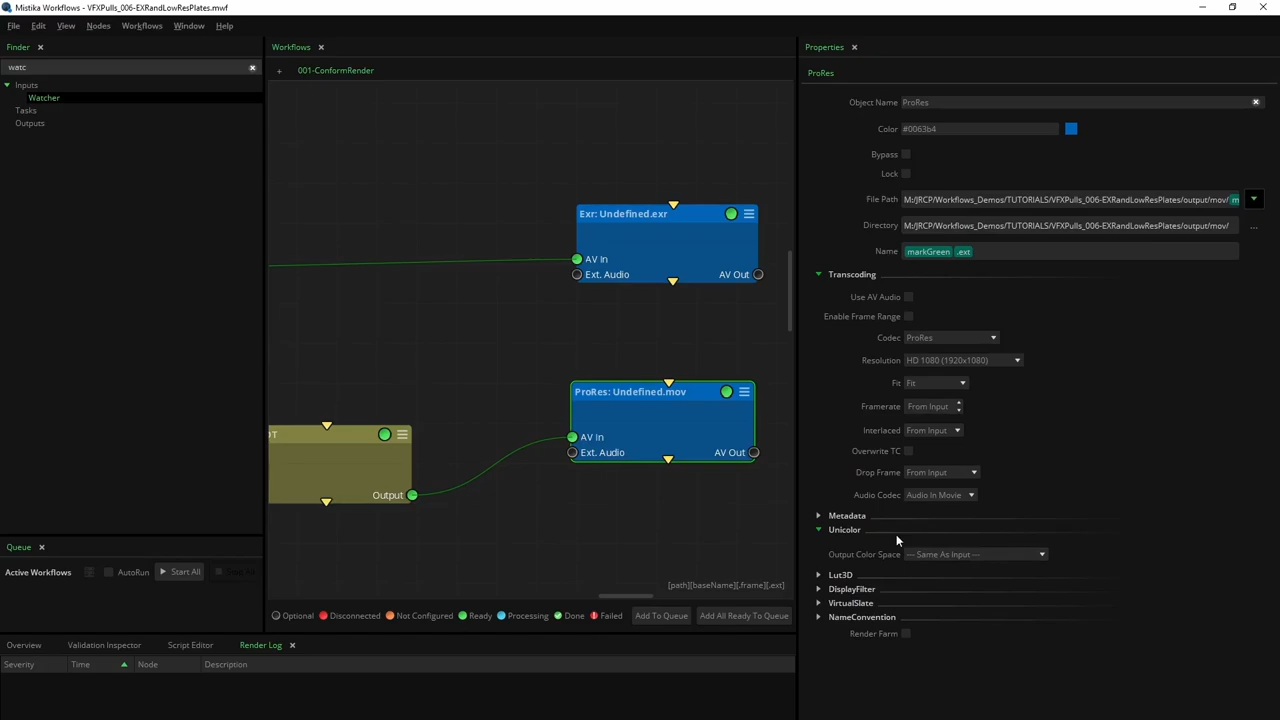 Mistika Workflows - VFXPulls_006-EXRandLowResPlates.mwf
File Edit View Nodes Workflows Window Help
Finder
watc
Inputs
Watcher
Tasks
Outputs
Queue
Active Workflows AutoRun Start All Stop All
Workflows
+ 001-ConformRender
Exr: Undefined.exr
AV In
Ext. Audio AV Out
ProRes: Undefined.mov
AV In
Ext. Audio AV Out
OT
Output
[path][baseName][.frame][.ext]
Optional Disconnected Not Configured Ready Processing Done Failed Add To Queue Add All Ready To Queue
Overview Validation Inspector Script Editor Render Log
Severity Time Node Description
Properties
ProRes
Object Name ProRes
Color #0063b4
Bypass
Lock
File Path M:/JRCP/Workflows_Demos/TUTORIALS/VFXPulls_006-EXRandLowResPlates/output/mov/ m
Directory M:/JRCP/Workflows_Demos/TUTORIALS/VFXPulls_006-EXRandLowResPlates/output/mov/ ...
Name markGreen .ext
Transcoding
Use AV Audio
Enable Frame Range
Codec ProRes
Resolution HD 1080 (1920x1080)
Fit Fit
Framerate From Input
Interlaced From Input
Overwrite TC
Drop Frame From Input
Audio Codec Audio In Movie
Metadata
Unicolor
Output Color Space --- Same As Input ---
Lut3D
DisplayFilter
VirtualSlate
NameConvention
Render Farm